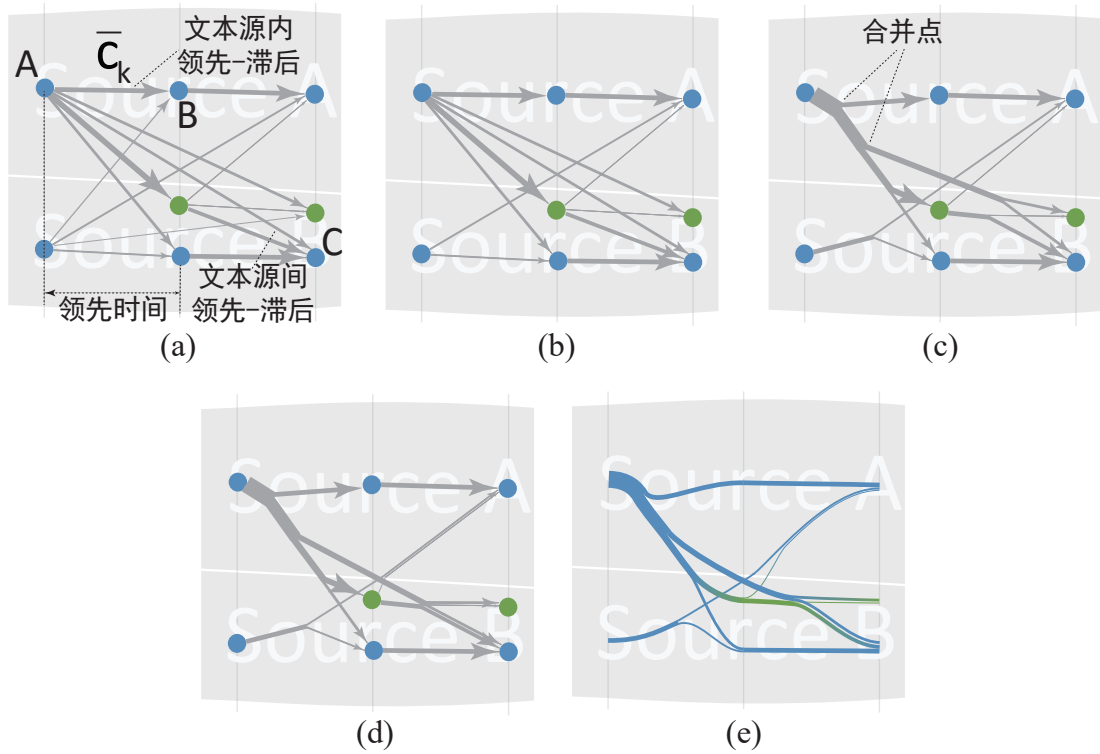 A
C̄k
文本源内
领先-滞后
Source A
B
Source B
C
文本源间
领先-滞后
领先时间
(a)
Source A
Source B
(b)
合并点
Source A
Source B
(c)
Source A
Source B
(d)
Source A
Source B
(e)